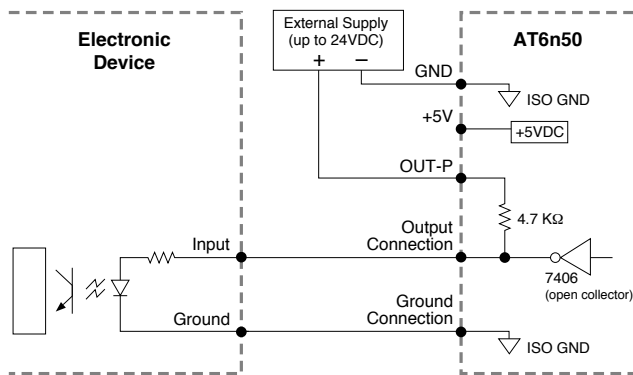 Electronic
Device
External Supply
(up to 24VDC)
+ –
AT6n50
GND
ISO GND
+5V
+5VDC
OUT-P
4.7 KΩ
Input
Output
Connection
7406
(open collector)
Ground
Ground
Connection
ISO GND